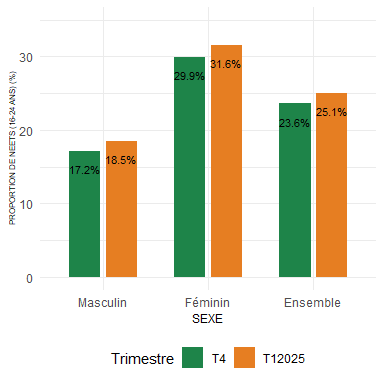 PROPORTION DE NEETS (16-24 ANS) (%)
30
20
10
0
17.2%
18.5%
29.9%
31.6%
23.6%
25.1%
Masculin
Féminin
Ensemble
SEXE
Trimestre
T4
T12025